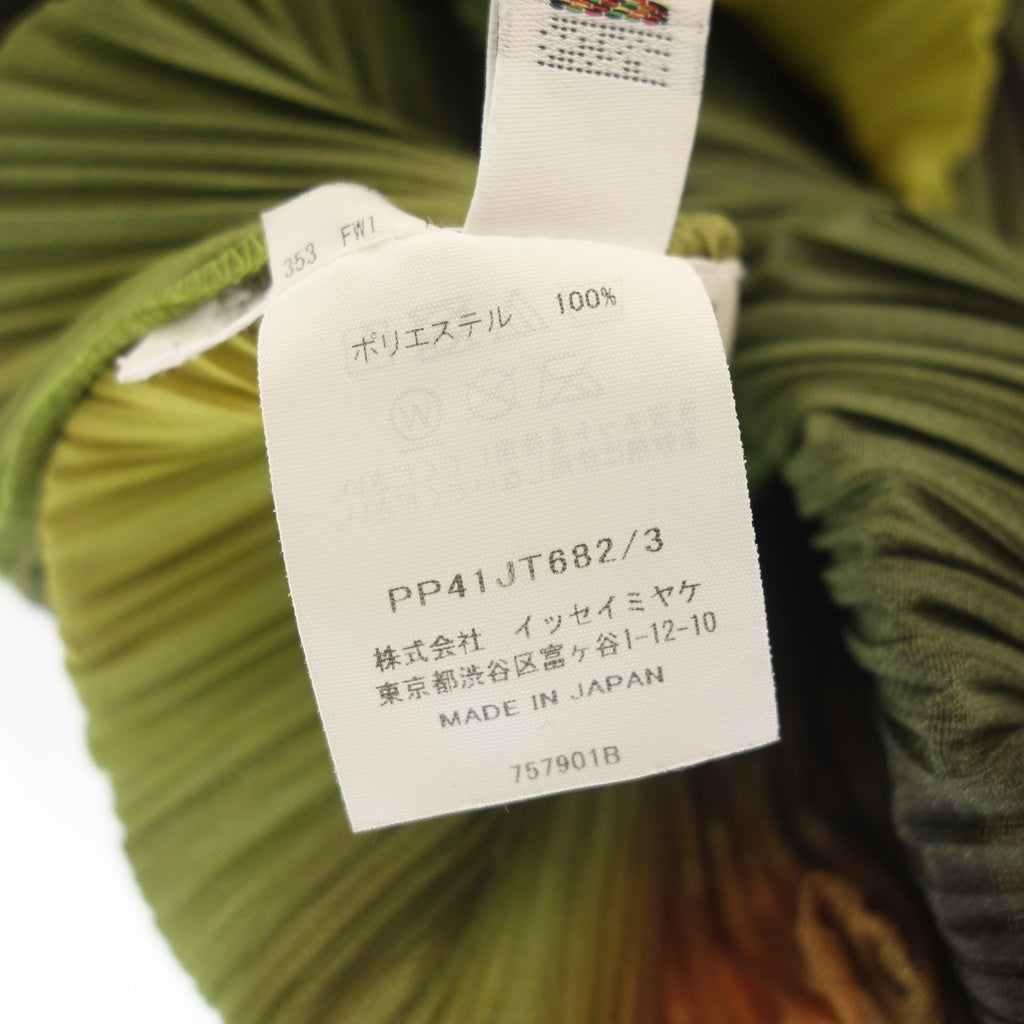 353 FW1
ポリエステル 100%
W
PP41JT682/3
株式会社 イッセイミヤケ
東京都渋谷区富ヶ谷1-12-10
MADE IN JAPAN
757901B